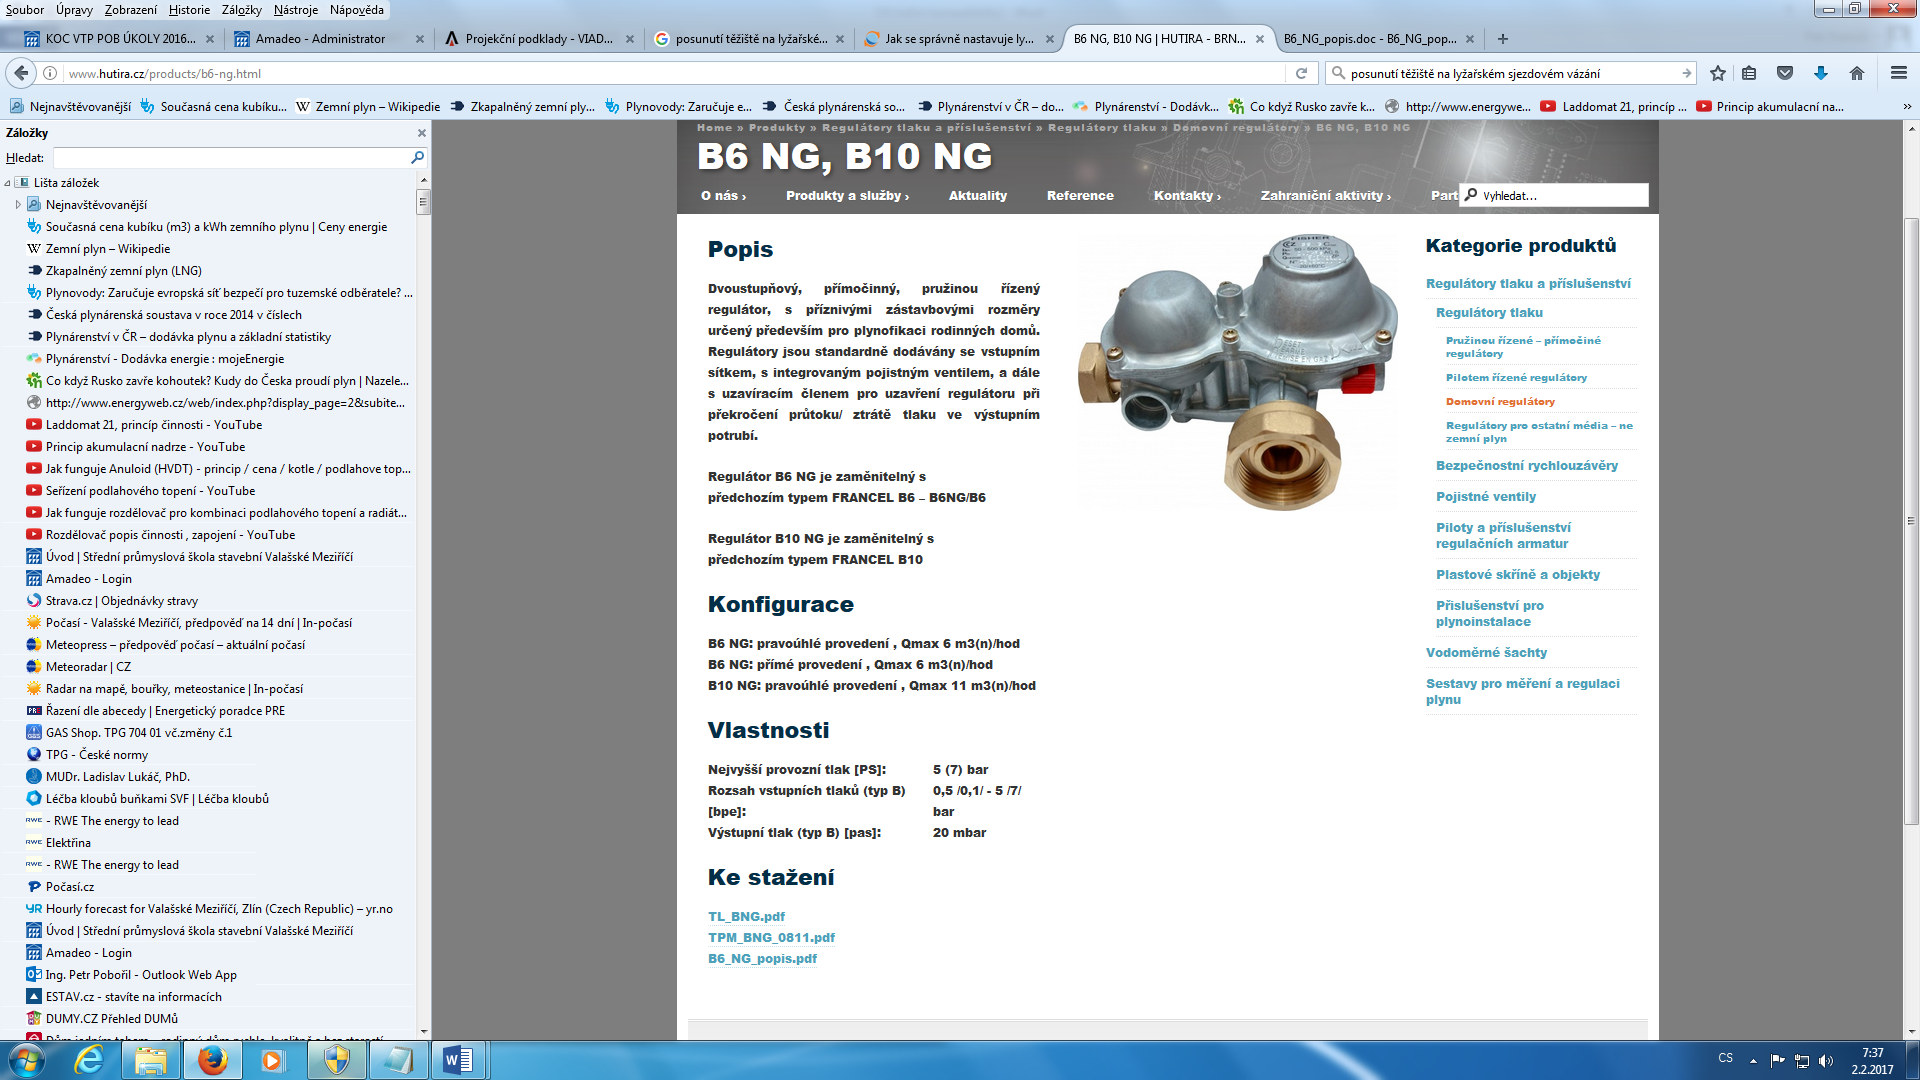 Soubor Úpravy Zobrazení Historie Záložky Nástroje Nápověda
KOC VTP POB ÚKOLY 2016... Amadeo - Administrator Projekční podklady - VIAD... posunutí těžiště na lyžařské... Jak se správně nastavuje ly... B6 NG, B10 NG | HUTIRA - BRN... B6_NG_popis.doc - B6_NG_pop...
www.hutira.cz/products/b6-ng.html posunutí těžiště na lyžařském sjezdovém vázání
Nejnavštěvovanější Současná cena kubíku... Zemní plyn – Wikipedie Zkapalněný zemní ply... Plynovody: Zaručuje e... Česká plynárenská so... Plynárenství v ČR – do... Plynárenství - Dodávk... Co když Rusko zavře k... http://www.energywe... Laddomat 21, princíp ... Princip akumulacní na... »
Záložky
Hledat:
Lišta záložek
Nejnavštěvovanější
Současná cena kubíku (m3) a kWh zemního plynu | Ceny energie
Zemní plyn – Wikipedie
Zkapalněný zemní plyn (LNG)
Plynovody: Zaručuje evropská síť bezpečí pro tuzemské odběratele? ...
Česká plynárenská soustava v roce 2014 v číslech
Plynárenství v ČR – dodávka plynu a základní statistiky
Plynárenství - Dodávka energie : mojeEnergie
Co když Rusko zavře kohoutek? Kudy do Česka proudí plyn | Nazele...
http://www.energyweb.cz/web/index.php?display_page=2&subite...
Laddomat 21, princíp činnosti - YouTube
Princip akumulacní nadrze - YouTube
Jak funguje Anuloid (HVDT) - princip / cena / kotle / podlahove top...
Seřízení podlahového topení - YouTube
Jak funguje rozdělovač pro kombinaci podlahového topení a radiát...
Rozdělovač popis činnosti , zapojení - YouTube
Úvod | Střední průmyslová škola stavební Valašské Meziříčí
Amadeo - Login
Strava.cz | Objednávky stravy
Počasí - Valašské Meziříčí, předpověď na 14 dní | In-počasí
Meteopress – předpověď počasí – aktuální počasí
Meteoradar | CZ
Radar na mapě, bouřky, meteostanice | In-počasí
PRE Řazení dle abecedy | Energetický poradce PRE
GAS Shop. TPG 704 01 vč.změny č.1
TPG - České normy
MUDr. Ladislav Lukáč, PhD.
Léčba kloubů buňkami SVF | Léčba kloubů
RWE - RWE The energy to lead
RWE Elektřina
RWE - RWE The energy to lead
Počasí.cz
Hourly forecast for Valašské Meziříčí, Zlín (Czech Republic) – yr.no
Úvod | Střední průmyslová škola stavební Valašské Meziříčí
Amadeo - Login
Ing. Petr Pobořil - Outlook Web App
ESTAV.cz - stavíte na informacích
DUMY.CZ Přehled DUMů
Home » Produkty » Regulátory tlaku a příslušenství » Regulátory tlaku » Domovní regulátory » B6 NG, B10 NG
B6 NG, B10 NG
O nás › Produkty a služby › Aktuality Reference Kontakty › Zahraniční aktivity › Part Vyhledat...
Popis
Dvoustupňový, přímočinný, pružinou řízený
regulátor, s příznivými zástavbovými rozměry
určený především pro plynofikaci rodinných domů.
Regulátory jsou standardně dodávány se vstupním
sítkem, s integrovaným pojistným ventilem, a dále
s uzavíracím členem pro uzavření regulátoru při
překročení průtoku/ ztrátě tlaku ve výstupním
potrubí.
Regulátor B6 NG je zaměnitelný s
předchozím typem FRANCEL B6 – B6NG/B6
Regulátor B10 NG je zaměnitelný s
předchozím typem FRANCEL B10
Konfigurace
B6 NG: pravoúhlé provedení , Qmax 6 m3(n)/hod
B6 NG: přímé provedení , Qmax 6 m3(n)/hod
B10 NG: pravoúhlé provedení , Qmax 11 m3(n)/hod
Vlastnosti
Nejvyšší provozní tlak [PS]: 5 (7) bar
Rozsah vstupních tlaků (typ B) 0,5 /0,1/ - 5 /7/
[bpe]: bar
Výstupní tlak (typ B) [pas]: 20 mbar
Ke stažení
TL_BNG.pdf
TPM_BNG_0811.pdf
B6_NG_popis.pdf
FISHER
Kategorie produktů
Regulátory tlaku a příslušenství
Regulátory tlaku
Pružinou řízené – přímočiné
regulátory
Pilotem řízené regulátory
Domovní regulátory
Regulátory pro ostatní média – ne
zemní plyn
Bezpečnostní rychlouzávěry
Pojistné ventily
Piloty a příslušenství
regulačních armatur
Plastové skříně a objekty
Příslušenství pro
plynoinstalace
Vodoměrné šachty
Sestavy pro měření a regulaci
plynu
CS 7:37
2.2.2017